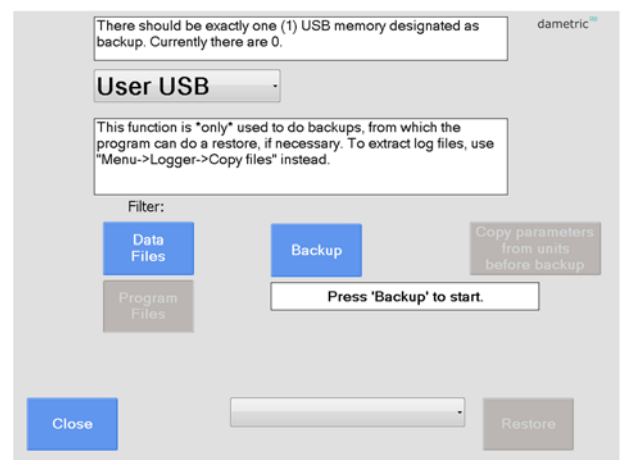 There should be exactly one (1) USB memory designated as
backup. Currently there are 0.
dametric
User USB
This function is *only* used to do backups, from which the
program can do a restore, if necessary. To extract log files, use
"Menu->Logger->Copy files" instead.
Filter:
Data
Files
Backup
Copy parameters
from units
before backup
Program
Files
Press 'Backup' to start.
Close
Restore